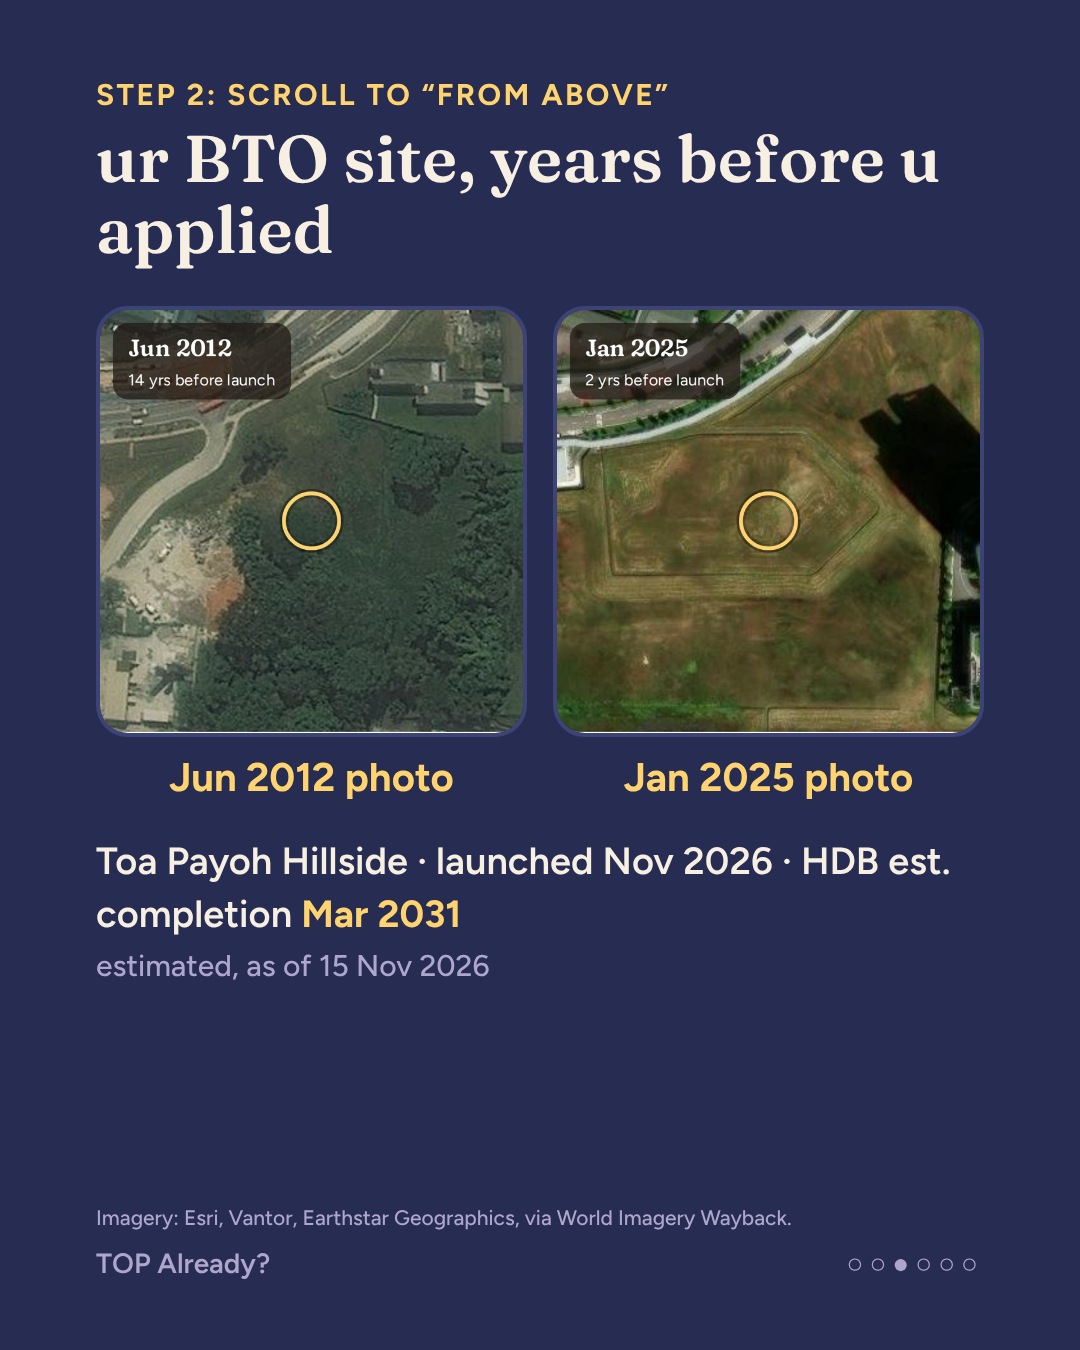 STEP 2: SCROLL TO “FROM ABOVE”
ur BTO site, years before u
applied
Jun 2012
14 yrs before launch
Jan 2025
2 yrs before launch
Jun 2012 photo
Jan 2025 photo
Toa Payoh Hillside · launched Nov 2026 · HDB est.
completion Mar 2031
estimated, as of 15 Nov 2026
Imagery: Esri, Vantor, Earthstar Geographics, via World Imagery Wayback.
TOP Already?